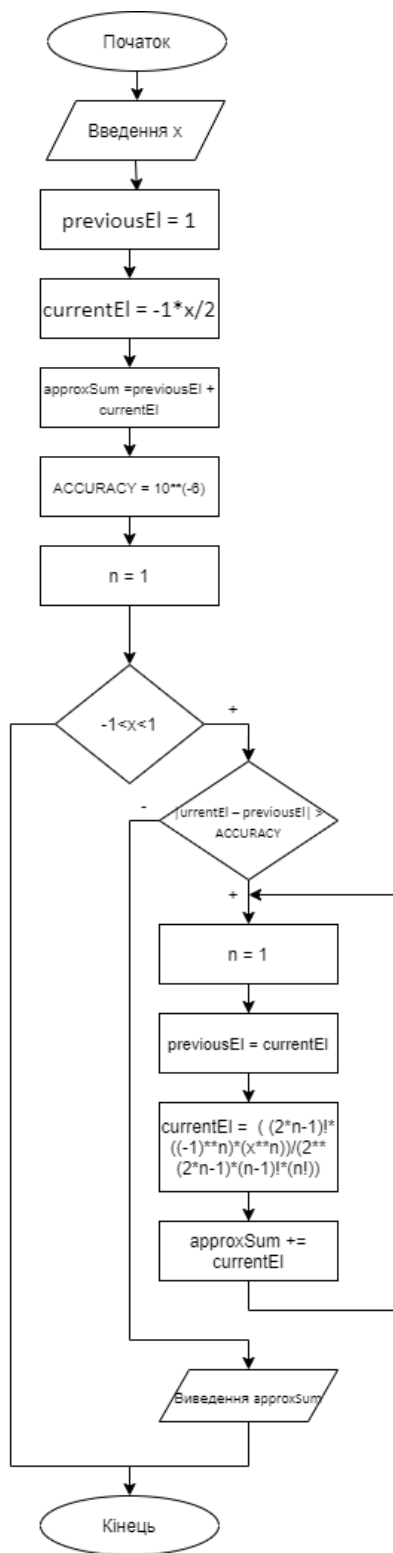 Початок
Введення x
previousEl = 1
currentEl = -1*x/2
approxSum =previousEl +
currentEl
ACCURACY = 10**(-6)
n = 1
-1<x<1
+
-
|urrentEl – previousEl| >
ACCURACY
+
n = 1
previousEl = currentEl
currentEl = ( (2*n-1)!*
((-1)**n)*(x**n))/(2**
(2*n-1)*(n-1)!*(n!))
approxSum +=
currentEl
Виведення approxSum
Кінець